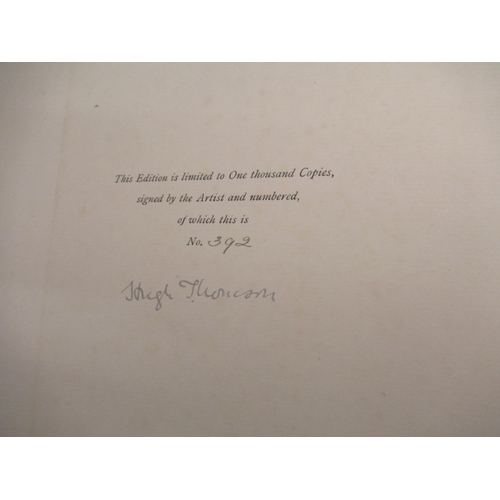 This Edition is limited to One thousand Copies,
signed by the Artist and numbered,
of which this is
No. 392
Hugh Thomson